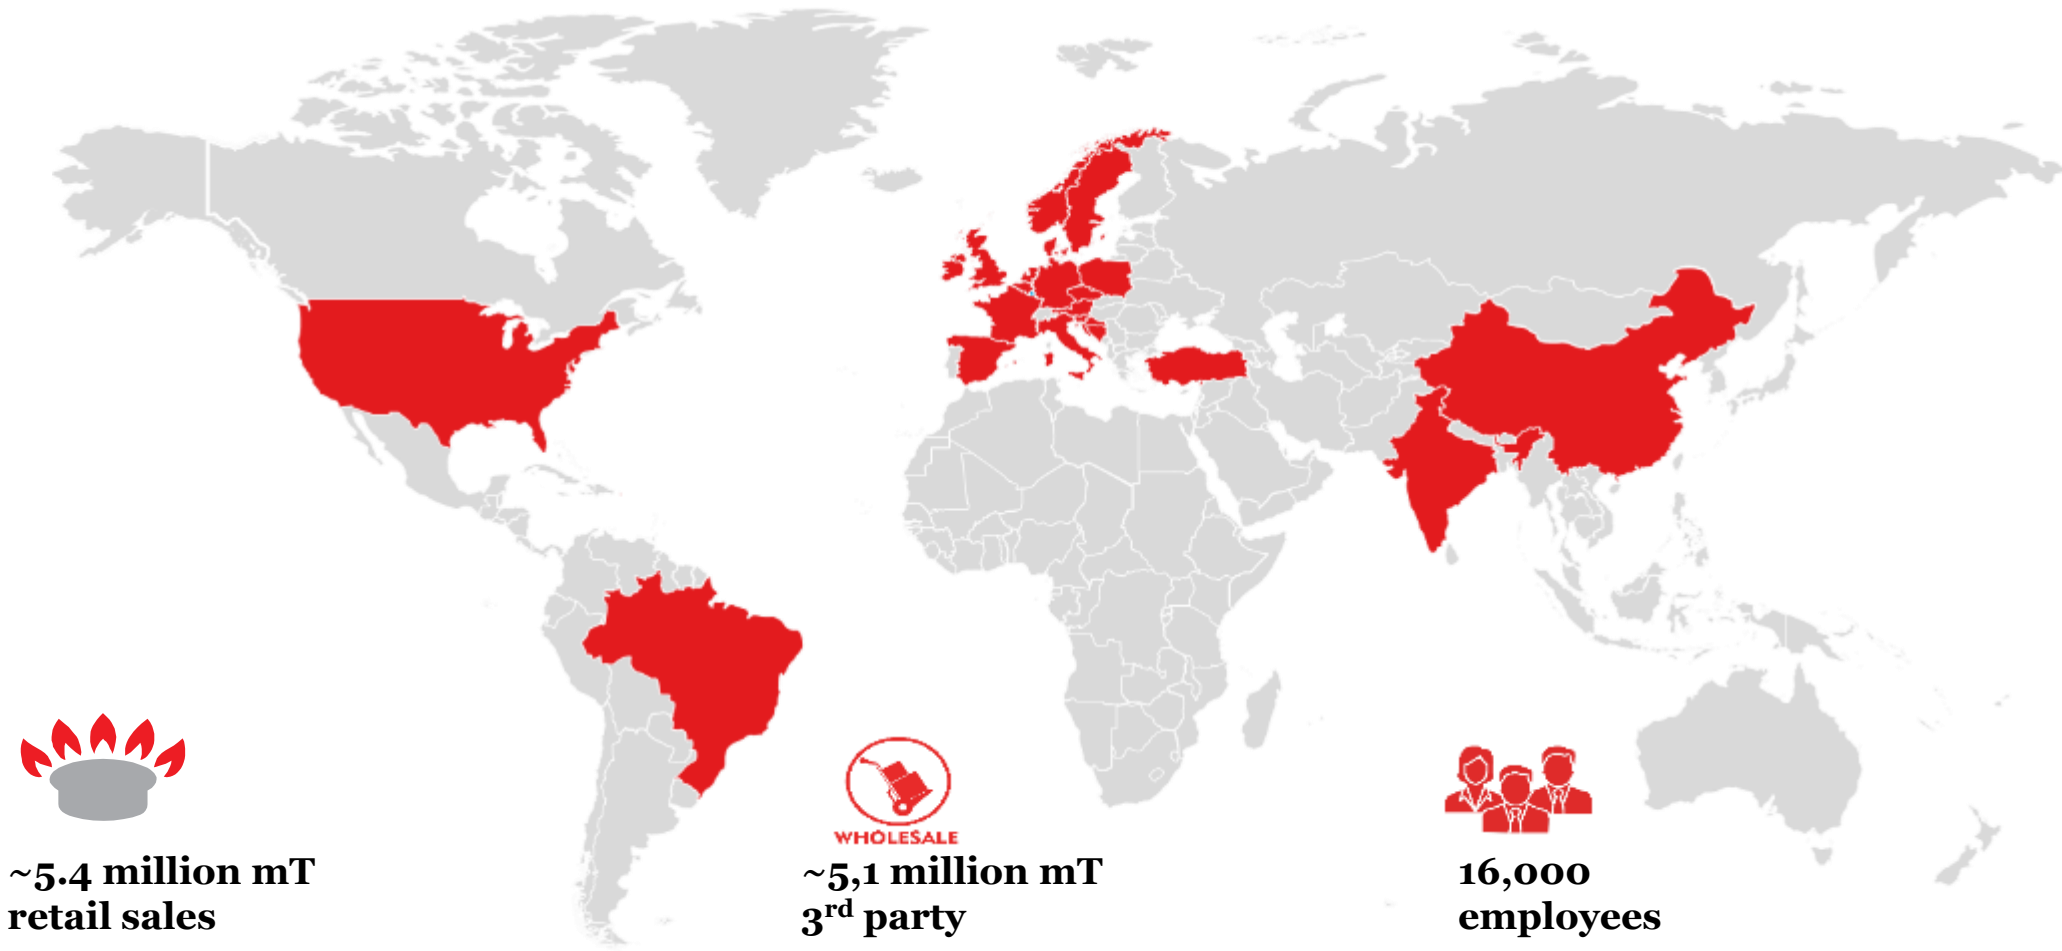 ~5.4 million mT
retail sales
WHOLESALE
~5,1 million mT
3rd party
16,000
employees